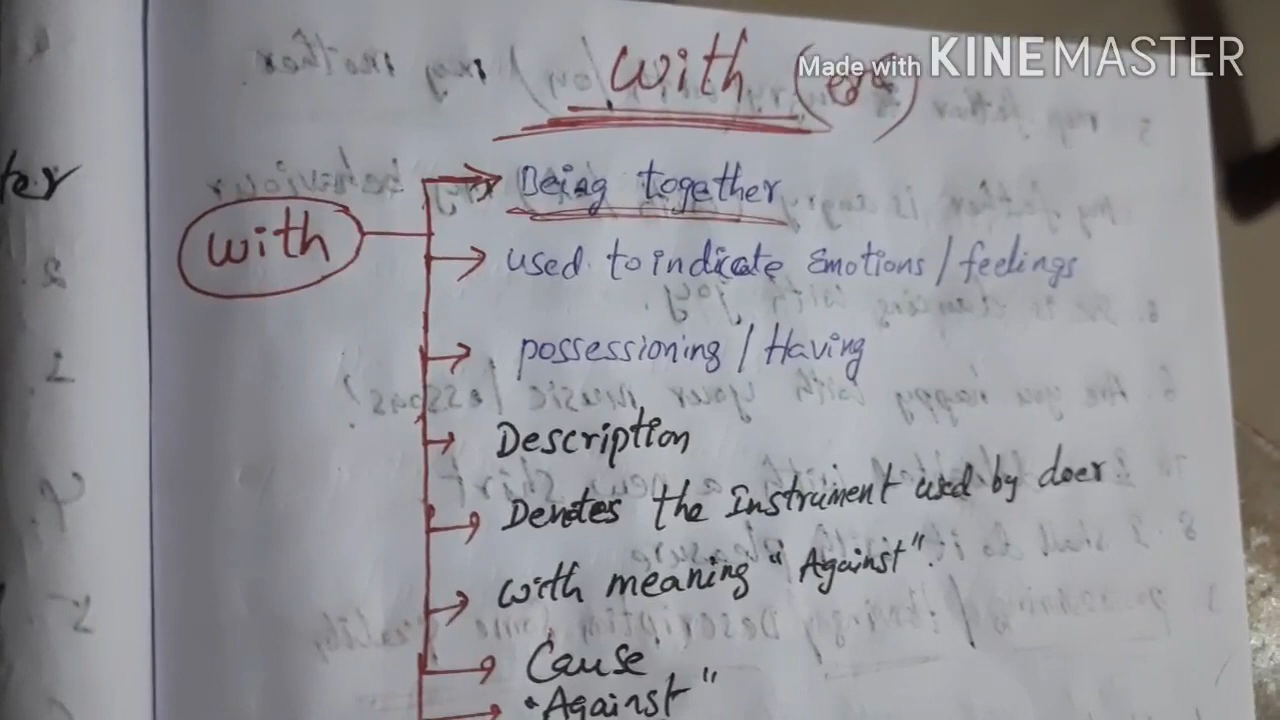 Made with KINEMASTER
with
ter
with
Being together
used to indicate Emotions / feelings
possessioning / Having
Description
Denotes the Instrument used by doer
with meaning "Against".
Cause
"Against"